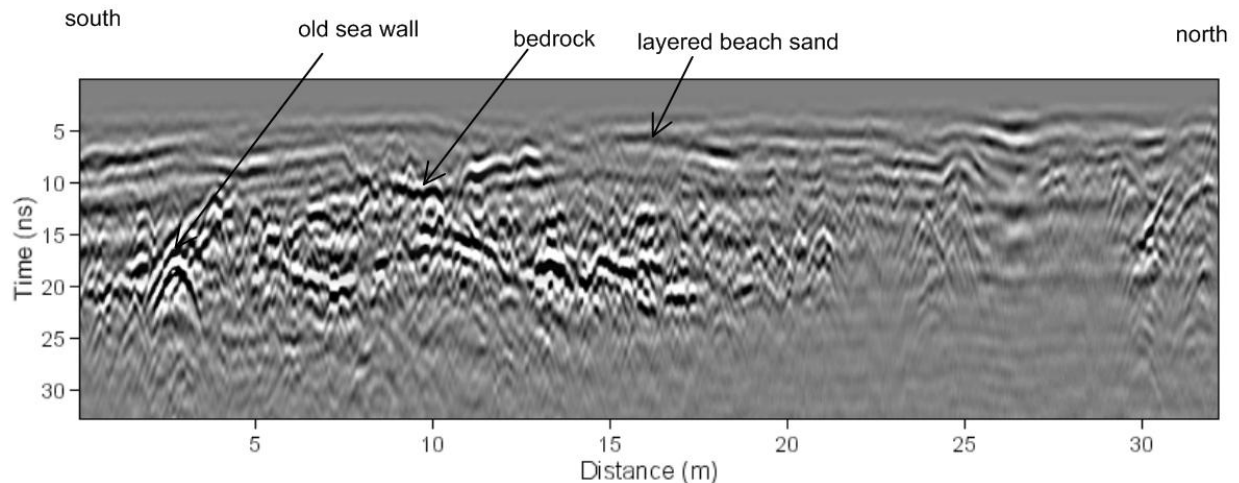 south
old sea wall
bedrock
layered beach sand
north
Time (ns)
5
10
15
20
25
30
5
10
15
20
25
30
Distance (m)